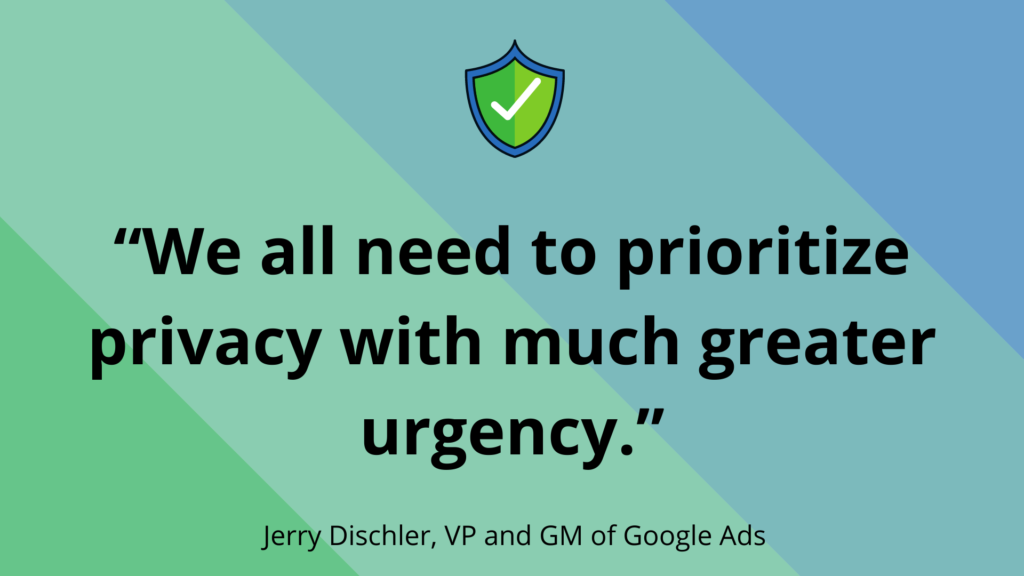 “We all need to prioritize
privacy with much greater
urgency.”
Jerry Dischler, VP and GM of Google Ads